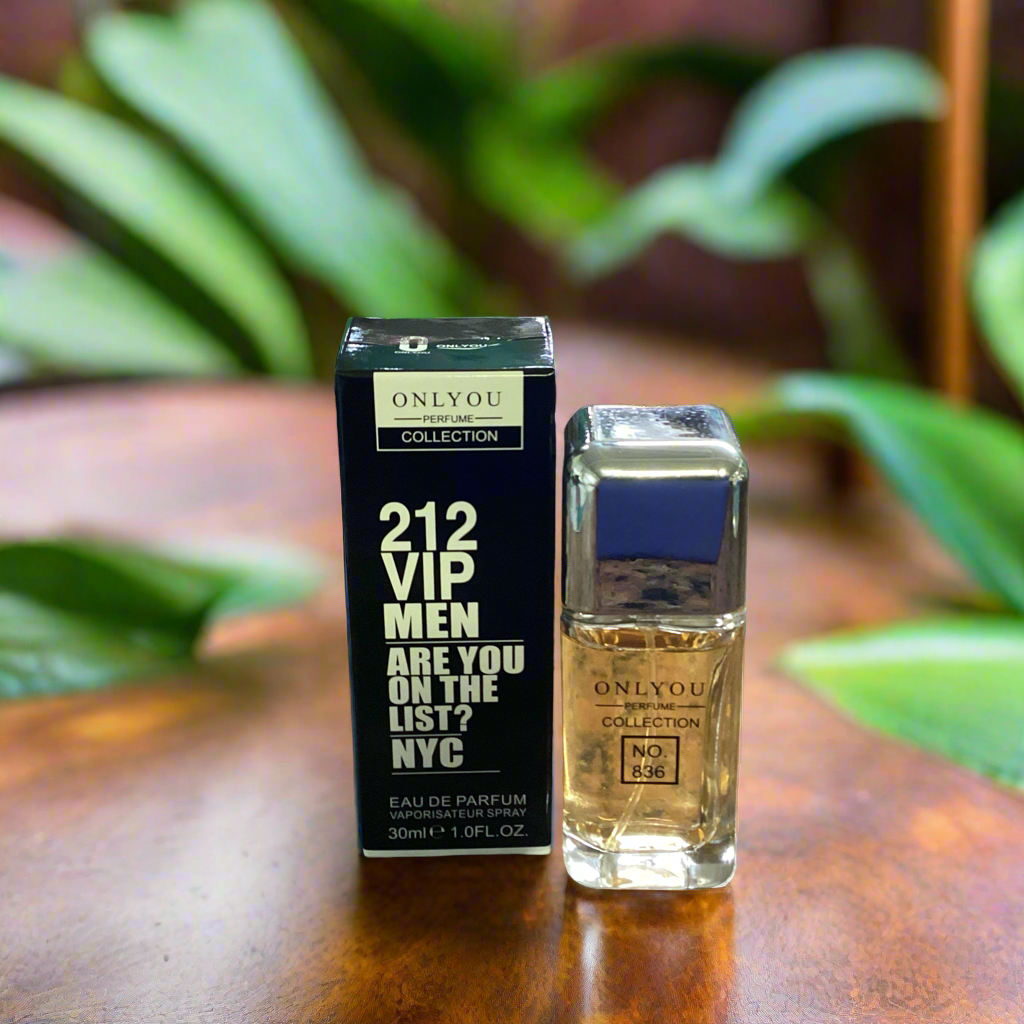 ONLYOU
ONLYOU
ONLYOU
PERFUME
COLLECTION
212
VIP
MEN
ARE YOU
ON THE
LIST?
NYC
EAU DE PARFUM
VAPORISATEUR SPRAY
30ml ℮ 1.0FL.OZ.
ONLYOU
PERFUME
COLLECTION
NO.
836